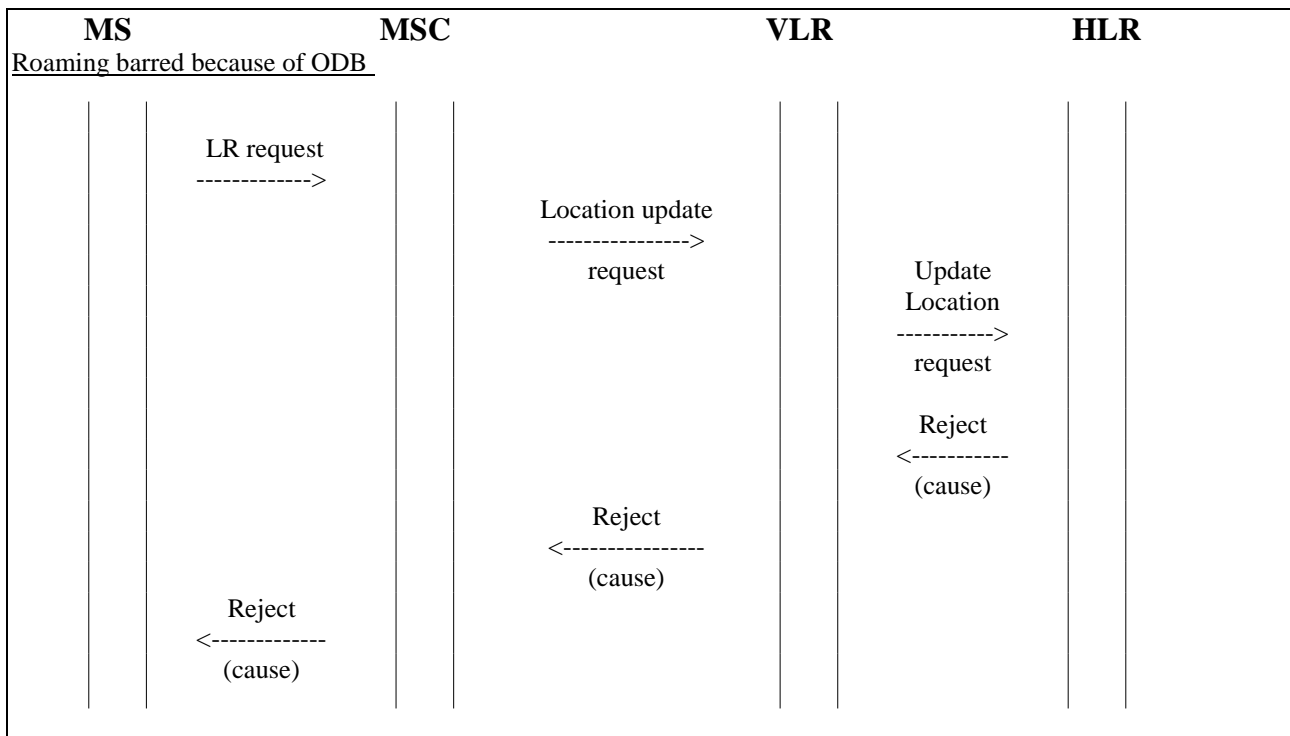 MS MSC VLR HLR
Roaming barred because of ODB
LR request
------------->
Location update
---------------->
request
Update
Location
----------->
request
Reject
<-----------
(cause)
Reject
<----------------
(cause)
Reject
<-------------
(cause)